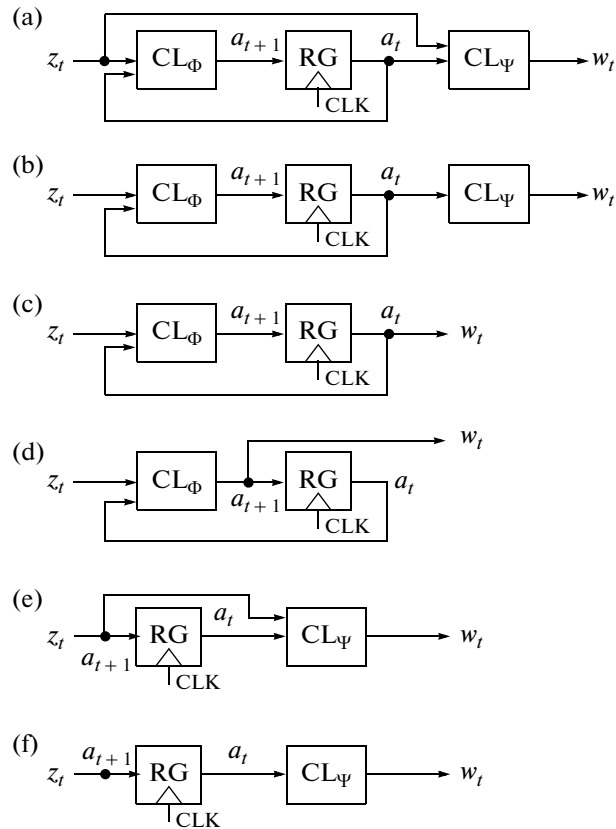 (a)
z_t CL_Φ a_{t+1} RG a_t CL_Ψ w_t
CLK
(b)
z_t CL_Φ a_{t+1} RG a_t CL_Ψ w_t
CLK
(c)
z_t CL_Φ a_{t+1} RG a_t w_t
CLK
(d)
w_t
z_t CL_Φ a_{t+1} RG a_t
CLK
(e)
z_t a_{t+1} RG a_t CL_Ψ w_t
CLK
(f)
z_t a_{t+1} RG a_t CL_Ψ w_t
CLK